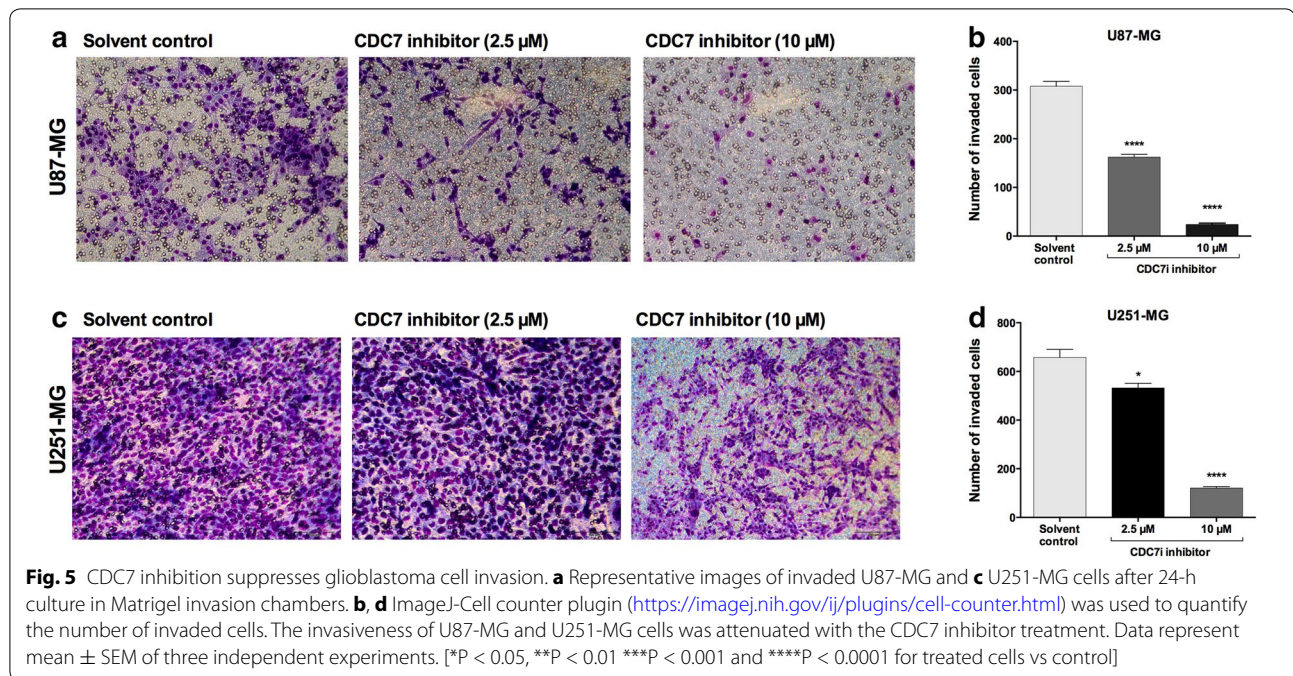 a
Solvent control
CDC7 inhibitor (2.5 µM)
CDC7 inhibitor (10 µM)
U87-MG
b
U87-MG
Number of invaded cells
400
300
200
100
0
****
****
Solvent
control
2.5 µM
10 µM
CDC7i inhibitor
c
Solvent control
CDC7 inhibitor (2.5 µM)
CDC7 inhibitor (10 µM)
U251-MG
d
U251-MG
Number of invaded cells
800
600
400
200
0
*
****
Solvent
control
2.5 µM
10 µM
CDC7i inhibitor
Fig. 5 CDC7 inhibition suppresses glioblastoma cell invasion. a Representative images of invaded U87-MG and c U251-MG cells after 24-h
culture in Matrigel invasion chambers. b, d ImageJ-Cell counter plugin (https://imagej.nih.gov/ij/plugins/cell-counter.html) was used to quantify
the number of invaded cells. The invasiveness of U87-MG and U251-MG cells was attenuated with the CDC7 inhibitor treatment. Data represent
mean ± SEM of three independent experiments. [*P < 0.05, **P < 0.01 ***P < 0.001 and ****P < 0.0001 for treated cells vs control]